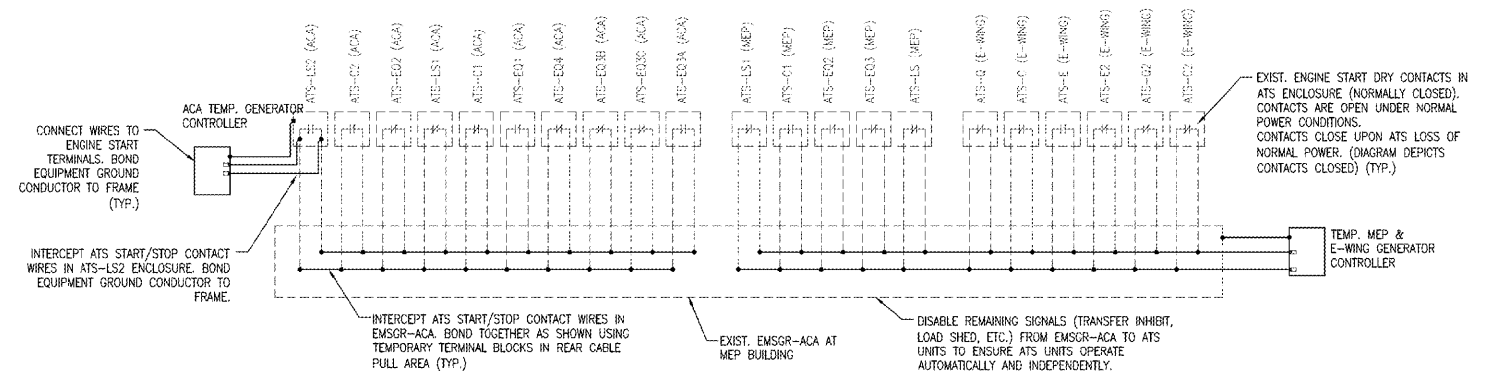 ATS-LS2 (ACA)
ATS-C2 (ACA)
ATS-EQ2 (ACA)
ATS-LS1 (ACA)
ATS-C1 (ACA)
ATS-EQ1 (ACA)
ATS-EQ4 (ACA)
ATS-EQ3B (ACA)
ATS-EQ3C (ACA)
ATS-EQ3A (ACA)
ATS-LS1 (MEP)
ATS-C1 (MEP)
ATS-EQ2 (MEP)
ATS-EQ3 (MEP)
ATS-LS (MEP)
ATS-Q (E-WING)
ATS-C (E-WING)
ATS-E (E-WING)
ATS-E2 (E-WING)
ATS-Q2 (E-WING)
ATS-C2 (E-WING)
ACA TEMP. GENERATOR
CONTROLLER
CONNECT WIRES TO
ENGINE START
TERMINALS. BOND
EQUIPMENT GROUND
CONDUCTOR TO FRAME
(TYP.)
INTERCEPT ATS START/STOP CONTACT
WIRES IN ATS-LS2 ENCLOSURE. BOND
EQUIPMENT GROUND CONDUCTOR TO
FRAME.
INTERCEPT ATS START/STOP CONTACT WIRES IN
EMSGR-ACA. BOND TOGETHER AS SHOWN USING
TEMPORARY TERMINAL BLOCKS IN REAR CABLE
PULL AREA (TYP.)
EXIST. EMSGR-ACA AT
MEP BUILDING
DISABLE REMAINING SIGNALS (TRANSFER INHIBIT,
LOAD SHED, ETC.) FROM EMSGR-ACA TO ATS
UNITS TO ENSURE ATS UNITS OPERATE
AUTOMATICALLY AND INDEPENDENTLY.
EXIST. ENGINE START DRY CONTACTS IN
ATS ENCLOSURE (NORMALLY CLOSED).
CONTACTS ARE OPEN UNDER NORMAL
POWER CONDITIONS.
CONTACTS CLOSE UPON ATS LOSS OF
NORMAL POWER. (DIAGRAM DEPICTS
CONTACTS CLOSED) (TYP.)
TEMP. MEP &
E-WING GENERATOR
CONTROLLER